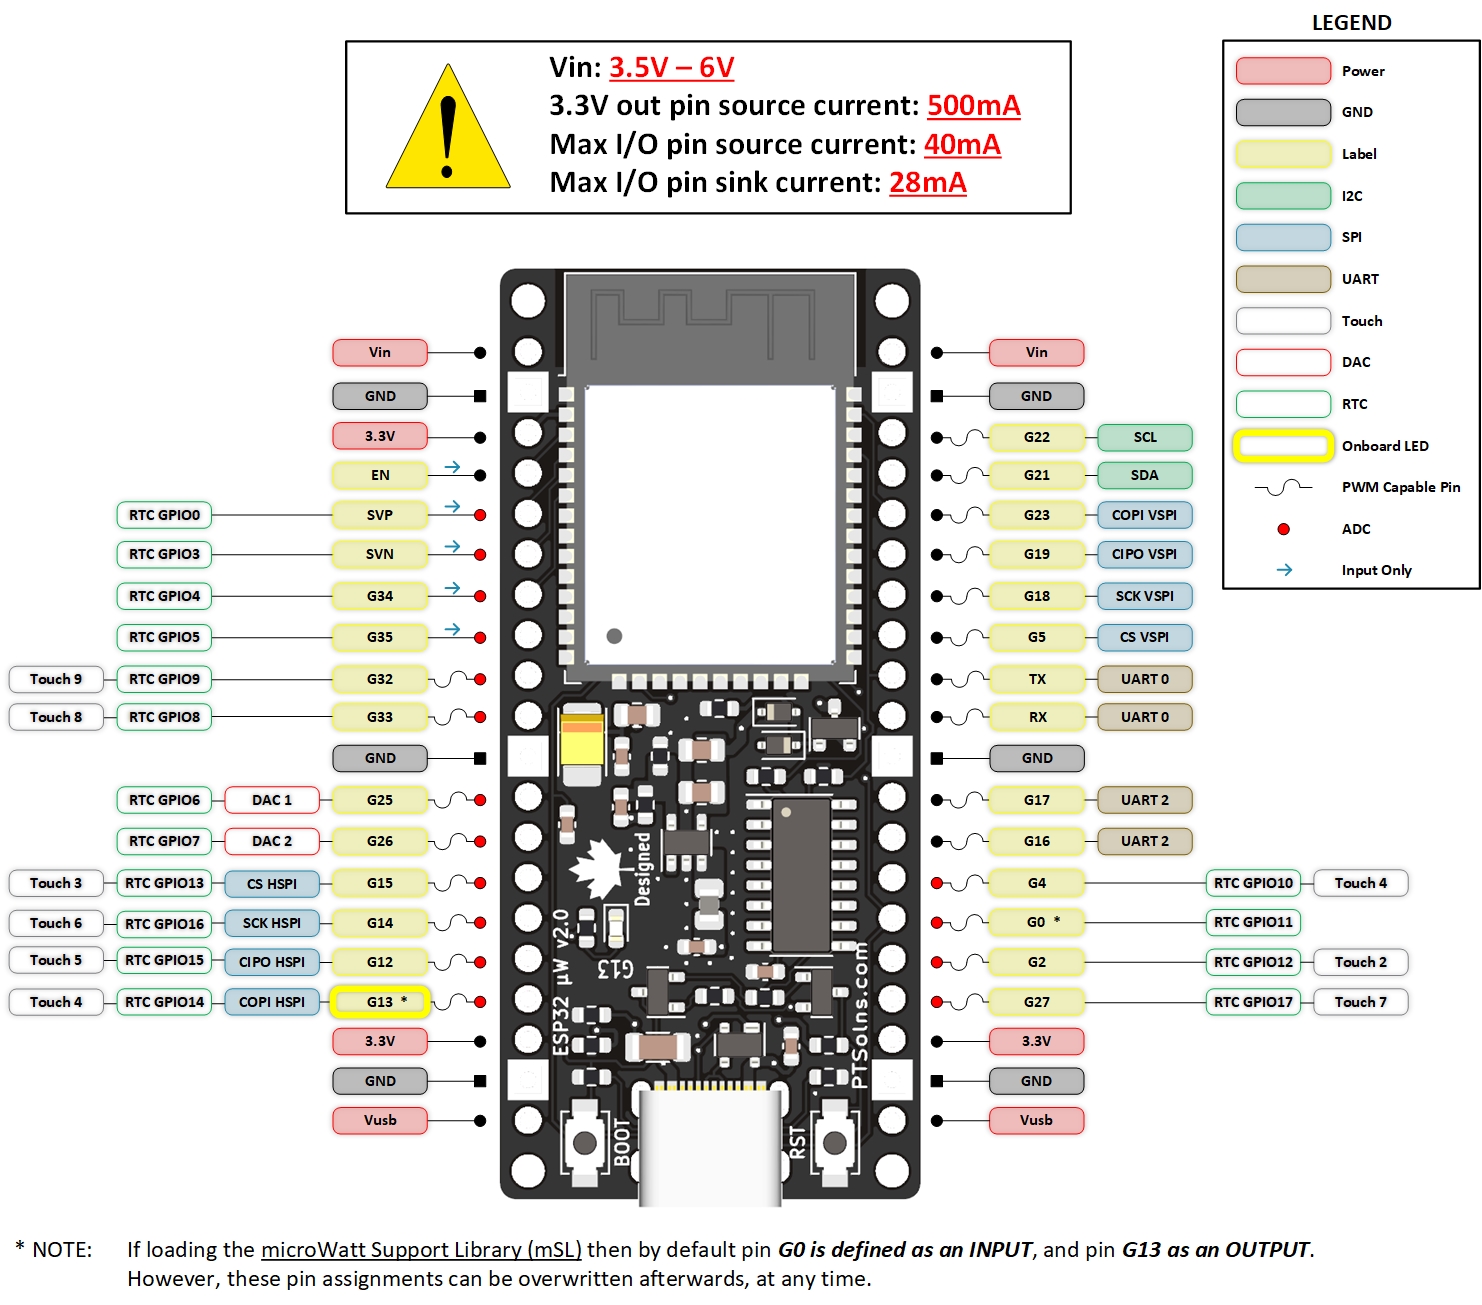 LEGEND
Vin: 3.5V – 6V
3.3V out pin source current: 500mA
Max I/O pin source current: 40mA
Max I/O pin sink current: 28mA
Power
GND
Label
I2C
SPI
UART
Touch
DAC
RTC
Onboard LED
PWM Capable Pin
ADC
Input Only
Vin
GND
3.3V
EN
RTC GPIO0 SVP
RTC GPIO3 SVN
RTC GPIO4 G34
RTC GPIO5 G35
Touch 9 RTC GPIO9 G32
Touch 8 RTC GPIO8 G33
GND
RTC GPIO6 DAC 1 G25
RTC GPIO7 DAC 2 G26
Touch 3 RTC GPIO13 CS HSPI G15
Touch 6 RTC GPIO16 SCK HSPI G14
Touch 5 RTC GPIO15 CIPO HSPI G12
Touch 4 RTC GPIO14 COPI HSPI G13 *
3.3V
GND
Vusb
Designed
ESP32 µW v2.0
G13
PTSolns.com
BOOT
RST
Vin
GND
G22 SCL
G21 SDA
G23 COPI VSPI
G19 CIPO VSPI
G18 SCK VSPI
G5 CS VSPI
TX UART 0
RX UART 0
GND
G17 UART 2
G16 UART 2
G4 RTC GPIO10 Touch 4
G0 * RTC GPIO11
G2 RTC GPIO12 Touch 2
G27 RTC GPIO17 Touch 7
3.3V
GND
Vusb
* NOTE: If loading the microWatt Support Library (mSL) then by default pin G0 is defined as an INPUT, and pin G13 as an OUTPUT.
However, these pin assignments can be overwritten afterwards, at any time.